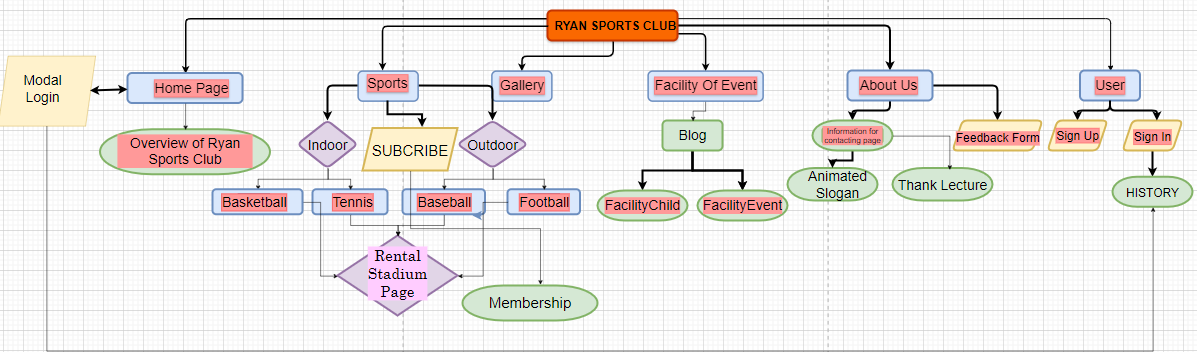 RYAN SPORTS CLUB
Modal
Login
Home Page
Sports
Gallery
Facility Of Event
About Us
User
Overview of Ryan
Sports Club
Indoor
SUBCRIBE
Outdoor
Blog
Information for
contacting page
Feedback Form
Sign Up
Sign In
Basketball
Tennis
Baseball
Football
FacilityChild
FacilityEvent
Animated
Slogan
Thank Lecture
HISTORY
Rental
Stadium
Page
Membership